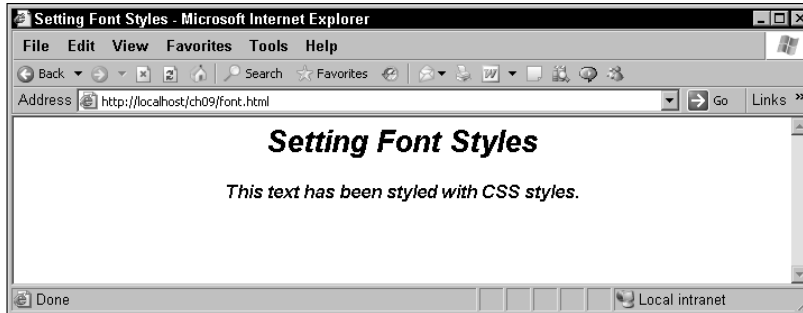 Setting Font Styles - Microsoft Internet Explorer
File Edit View Favorites Tools Help
Back Search Favorites W
Address http://localhost/ch09/font.html Go Links »
Setting Font Styles
This text has been styled with CSS styles.
Done Local intranet